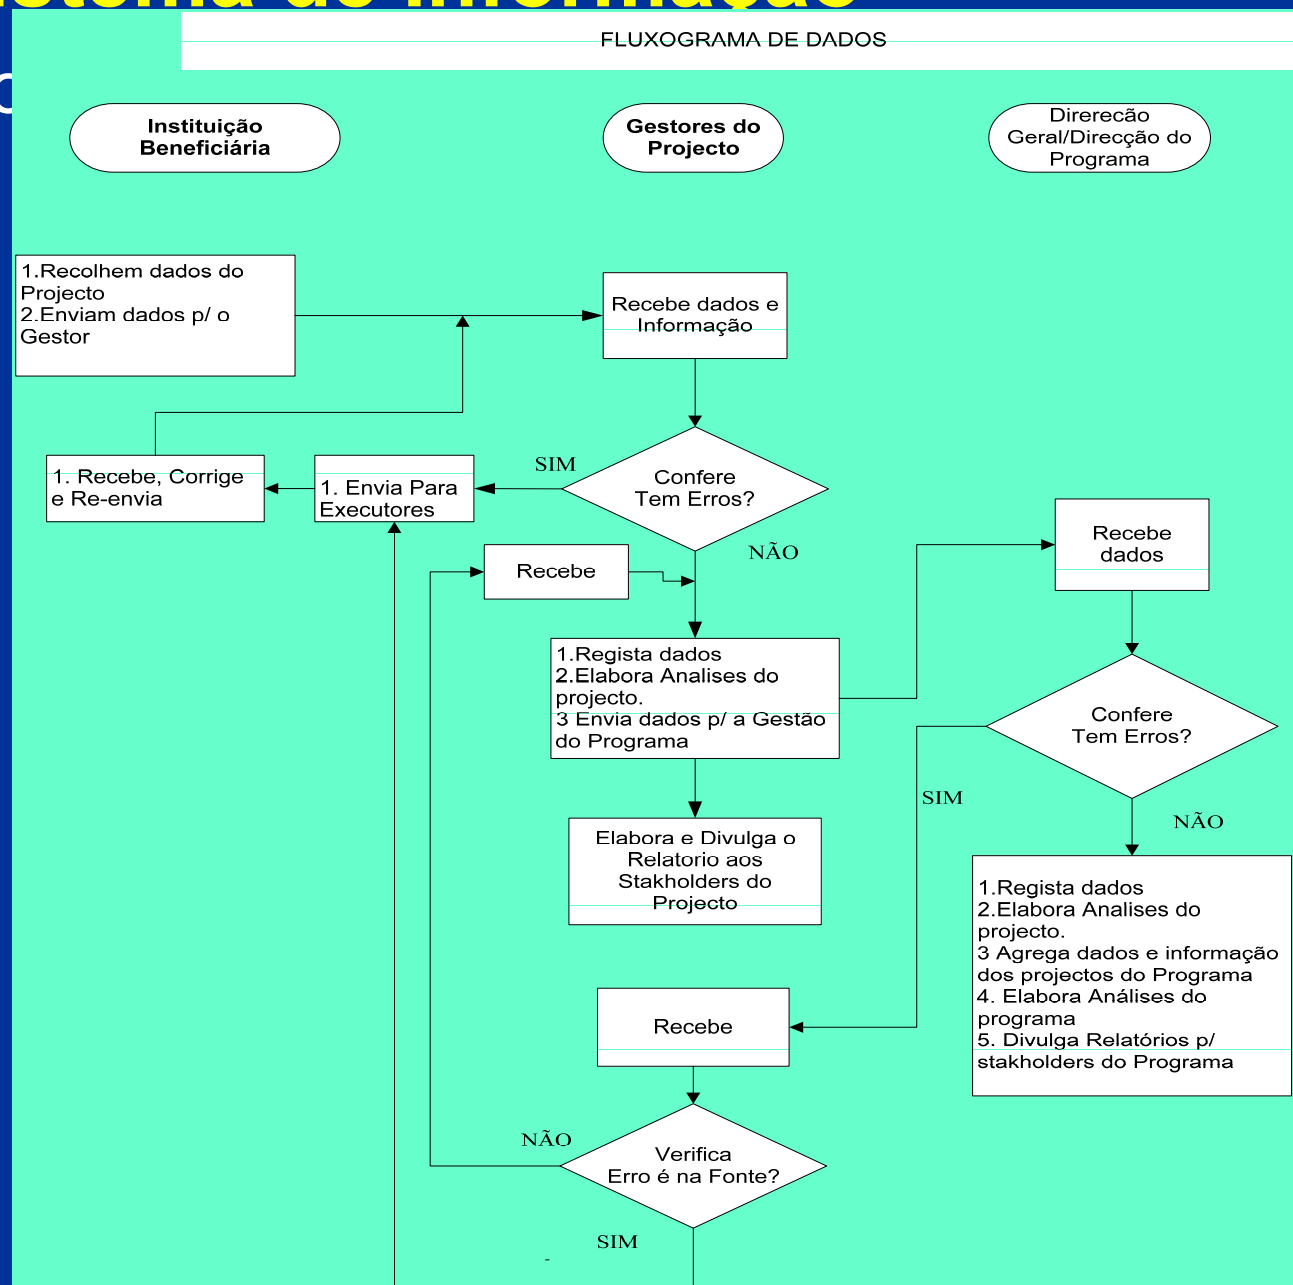 FLUXOGRAMA DE DADOS
Instituição
Beneficiária
Gestores do
Projecto
Direrecão
Geral/Direcção do
Programa
1.Recolhem dados do
Projecto
2.Enviam dados p/ o
Gestor
Recebe dados e
Informação
1. Recebe, Corrige
e Re-envia
1. Envia Para
Executores
SIM
Confere
Tem Erros?
NÃO
Recebe
Recebe
dados
1.Regista dados
2.Elabora Analises do
projecto.
3 Envia dados p/ a Gestão
do Programa
Confere
Tem Erros?
SIM
NÃO
Elabora e Divulga o
Relatorio aos
Stakholders do
Projecto
1.Regista dados
2.Elabora Analises do
projecto.
3 Agrega dados e informação
dos projectos do Programa
4. Elabora Análises do
programa
5. Divulga Relatórios p/
stakholders do Programa
Recebe
NÃO
Verifica
Erro é na Fonte?
SIM
-